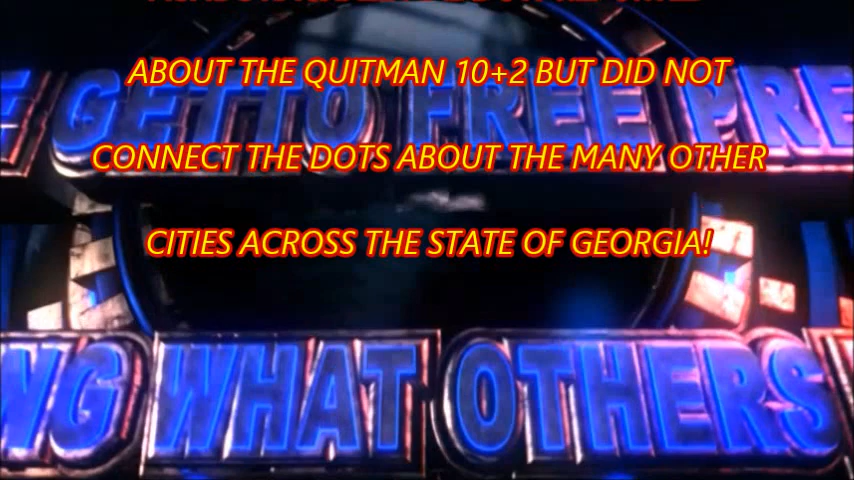 ABOUT THE QUITMAN 10+2 BUT DID NOT
GETTO FREE PRE
CONNECT THE DOTS ABOUT THE MANY OTHER
CITIES ACROSS THE STATE OF GEORGIA!
NG WHAT OTHERS